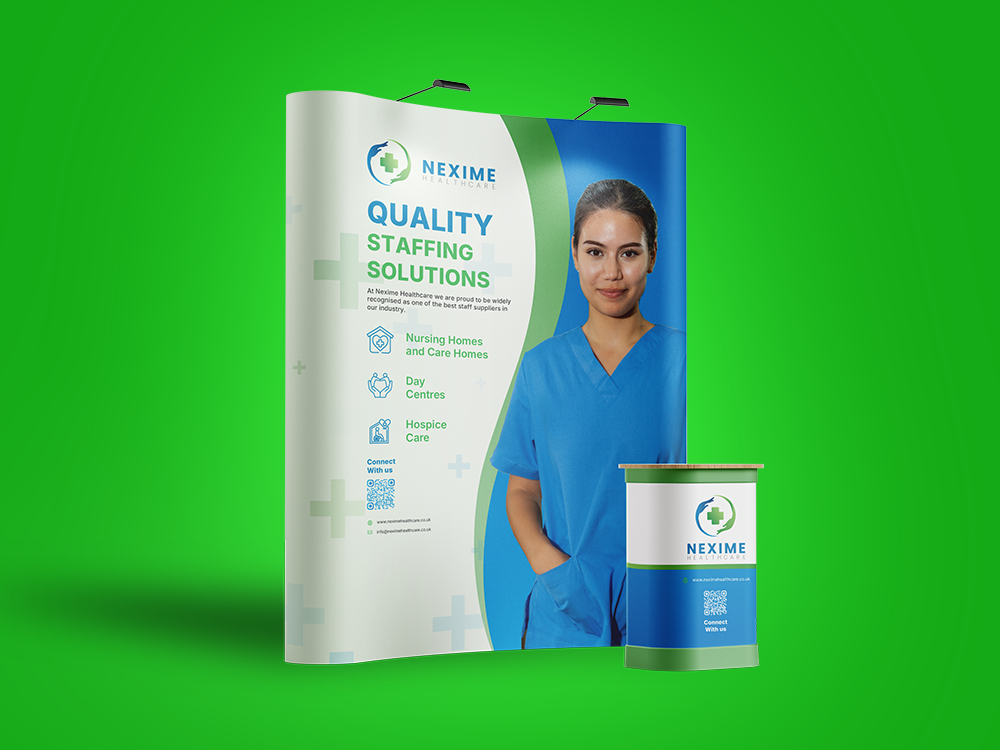 NEXIME
HEALTHCARE
QUALITY
STAFFING
SOLUTIONS
At Nexime Healthcare we are proud to be widely
recognised as one of the best staff suppliers in
our industry.
Nursing Homes
and Care Homes
Day
Centres
Hospice
Care
Connect
With us
www.neximehealthcare.co.uk
info@neximehealthcare.co.uk
NEXIME
HEALTHCARE
www.neximehealthcare.co.uk
Connect
With us